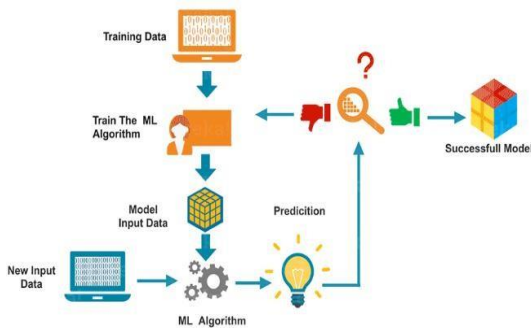 Training Data
?
Train The ML
Algorithm
Successfull Model
Model
Input Data
Predicition
New Input
Data
ML Algorithm